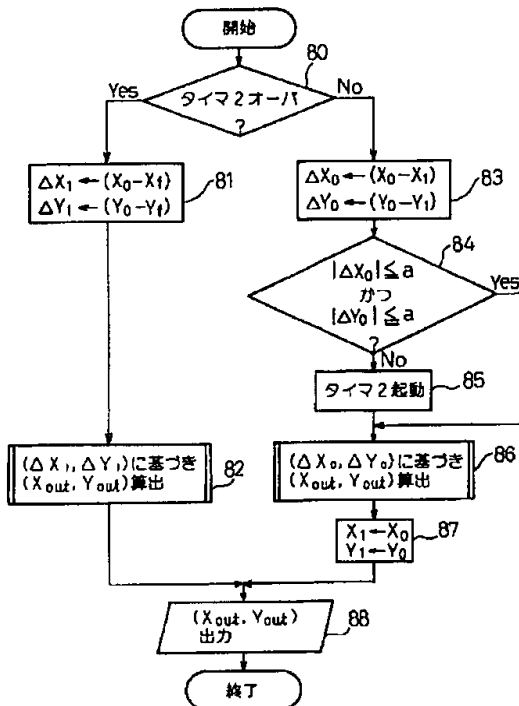 開始
80
Yes
タイマ2オーバ
?
No
81
ΔX₁←(X₀−Xf)
ΔY₁←(Y₀−Yf)
83
ΔX₀←(X₀−X₁)
ΔY₀←(Y₀−Y₁)
84
|ΔX₀|≦a
かつ
|ΔY₀|≦a
?
Yes
No
タイマ2起動
85
(ΔX₁,ΔY₁)に基づき
(Xout,Yout)算出
82
(ΔX₀,ΔY₀)に基づき
(Xout,Yout)算出
86
X₁←X₀
Y₁←Y₀
87
(Xout,Yout)
出力
88
終了